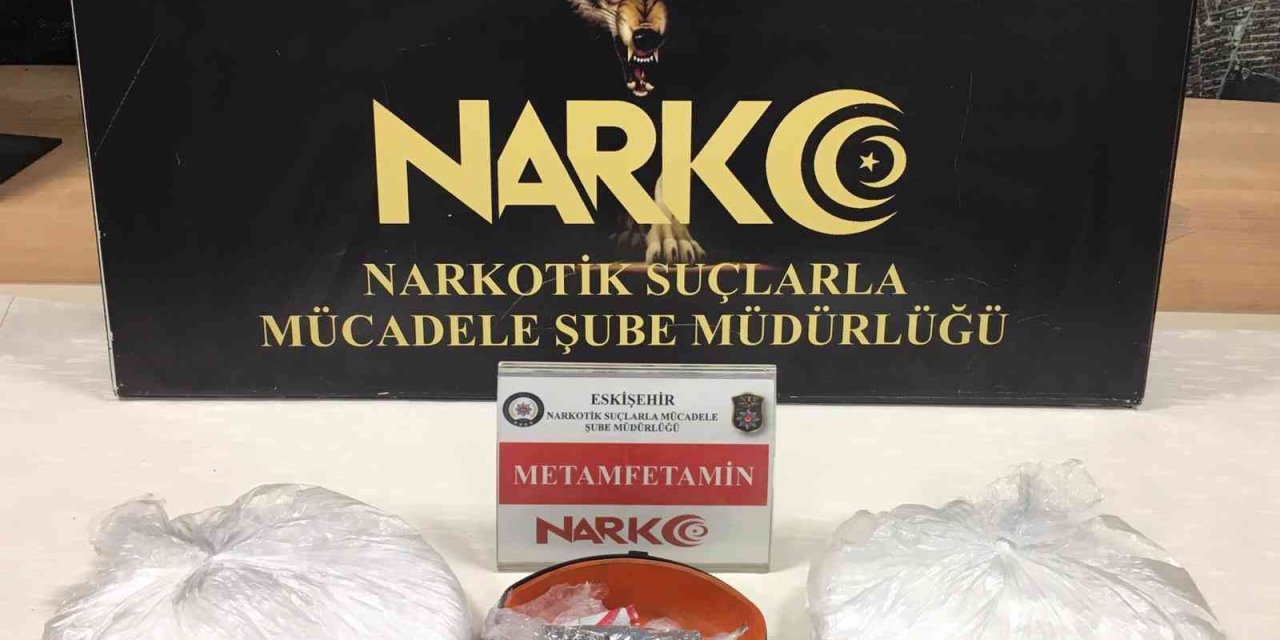 NARKO
NARKOTİK SUÇLARLA
MÜCADELE ŞUBE MÜDÜRLÜĞÜ
ESKİŞEHİR
NARKOTİK SUÇLARLA MÜCADELE
ŞUBE MÜDÜRLÜĞÜ
METAMFETAMİN
NARKO